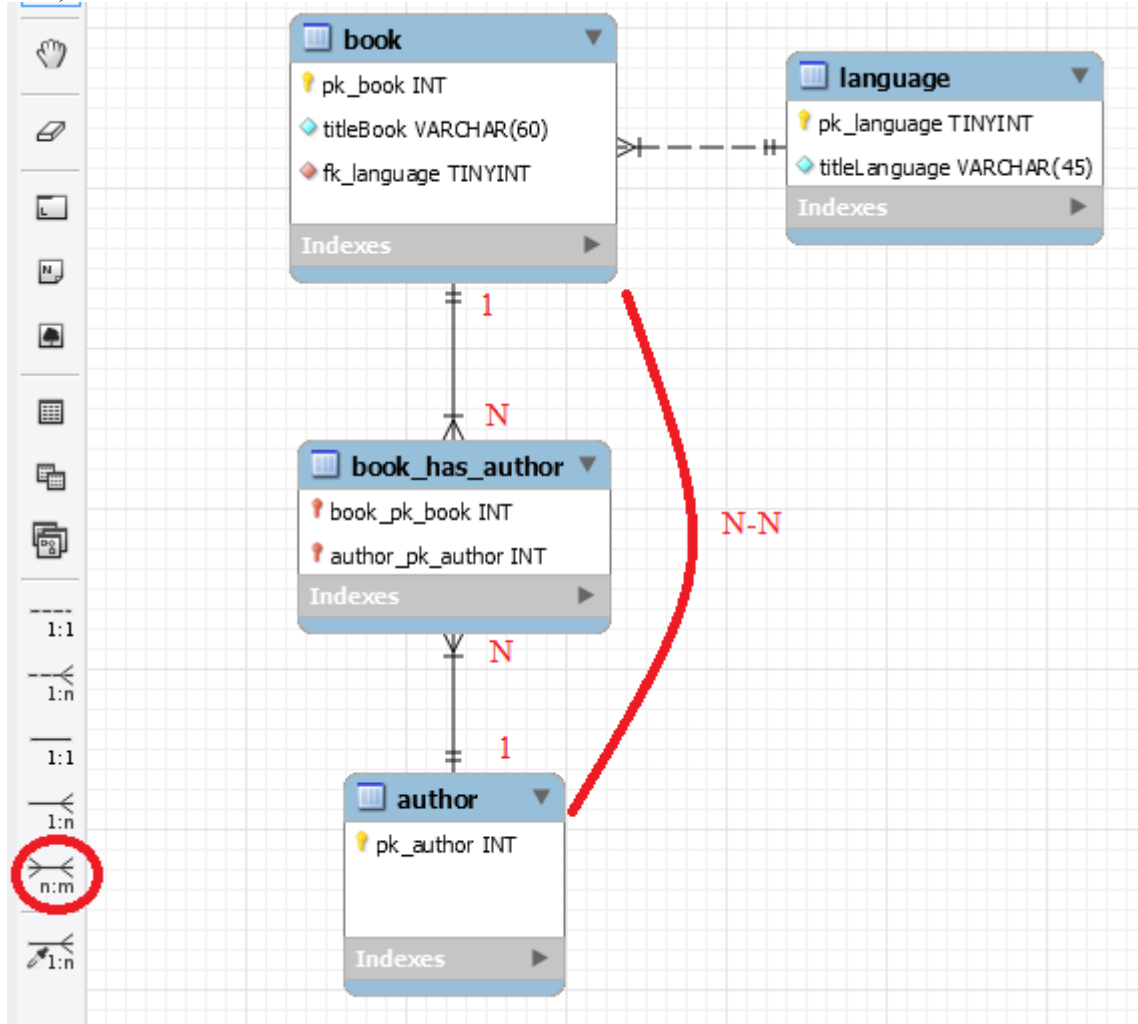 book
pk_book INT
titleBook VARCHAR(60)
fk_language TINYINT
Indexes
language
pk_language TINYINT
titleLanguage VARCHAR(45)
Indexes
1
N
book_has_author
book_pk_book INT
author_pk_author INT
Indexes
N-N
N
1
author
pk_author INT
Indexes
L
N
1:1
1:n
1:1
1:n
n:m
1:n